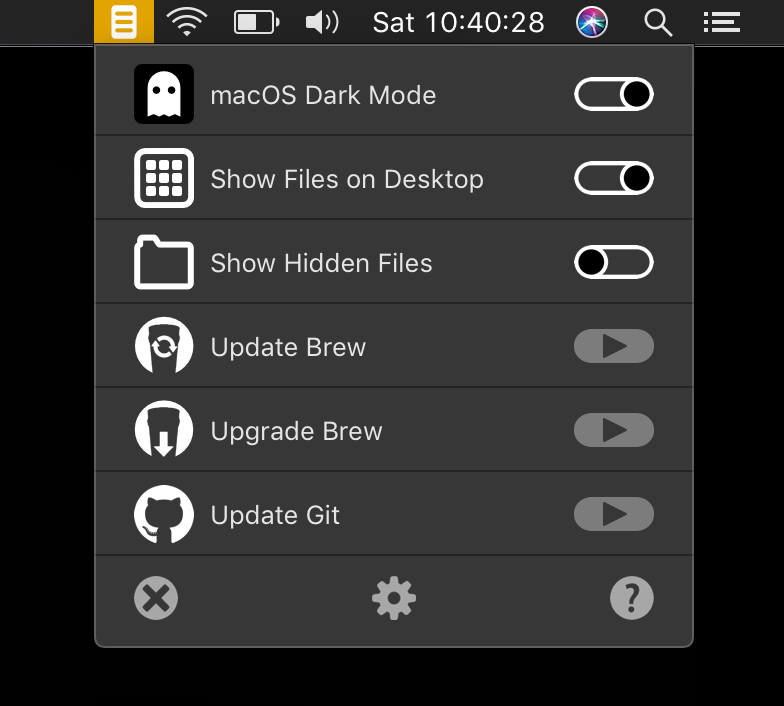 Sat 10:40:28
macOS Dark Mode
Show Files on Desktop
Show Hidden Files
Update Brew
Upgrade Brew
Update Git
?